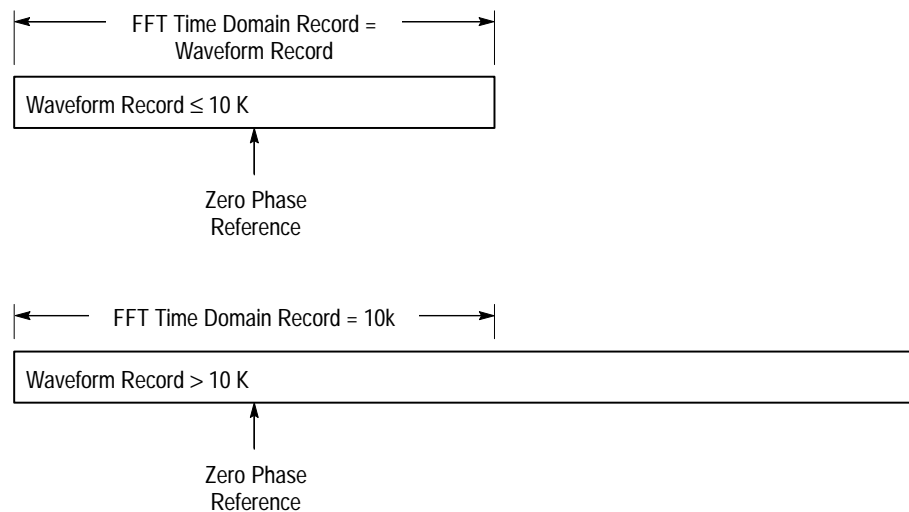 FFT Time Domain Record =
Waveform Record
Waveform Record ≤ 10 K
Zero Phase
Reference
FFT Time Domain Record = 10k
Waveform Record > 10 K
Zero Phase
Reference